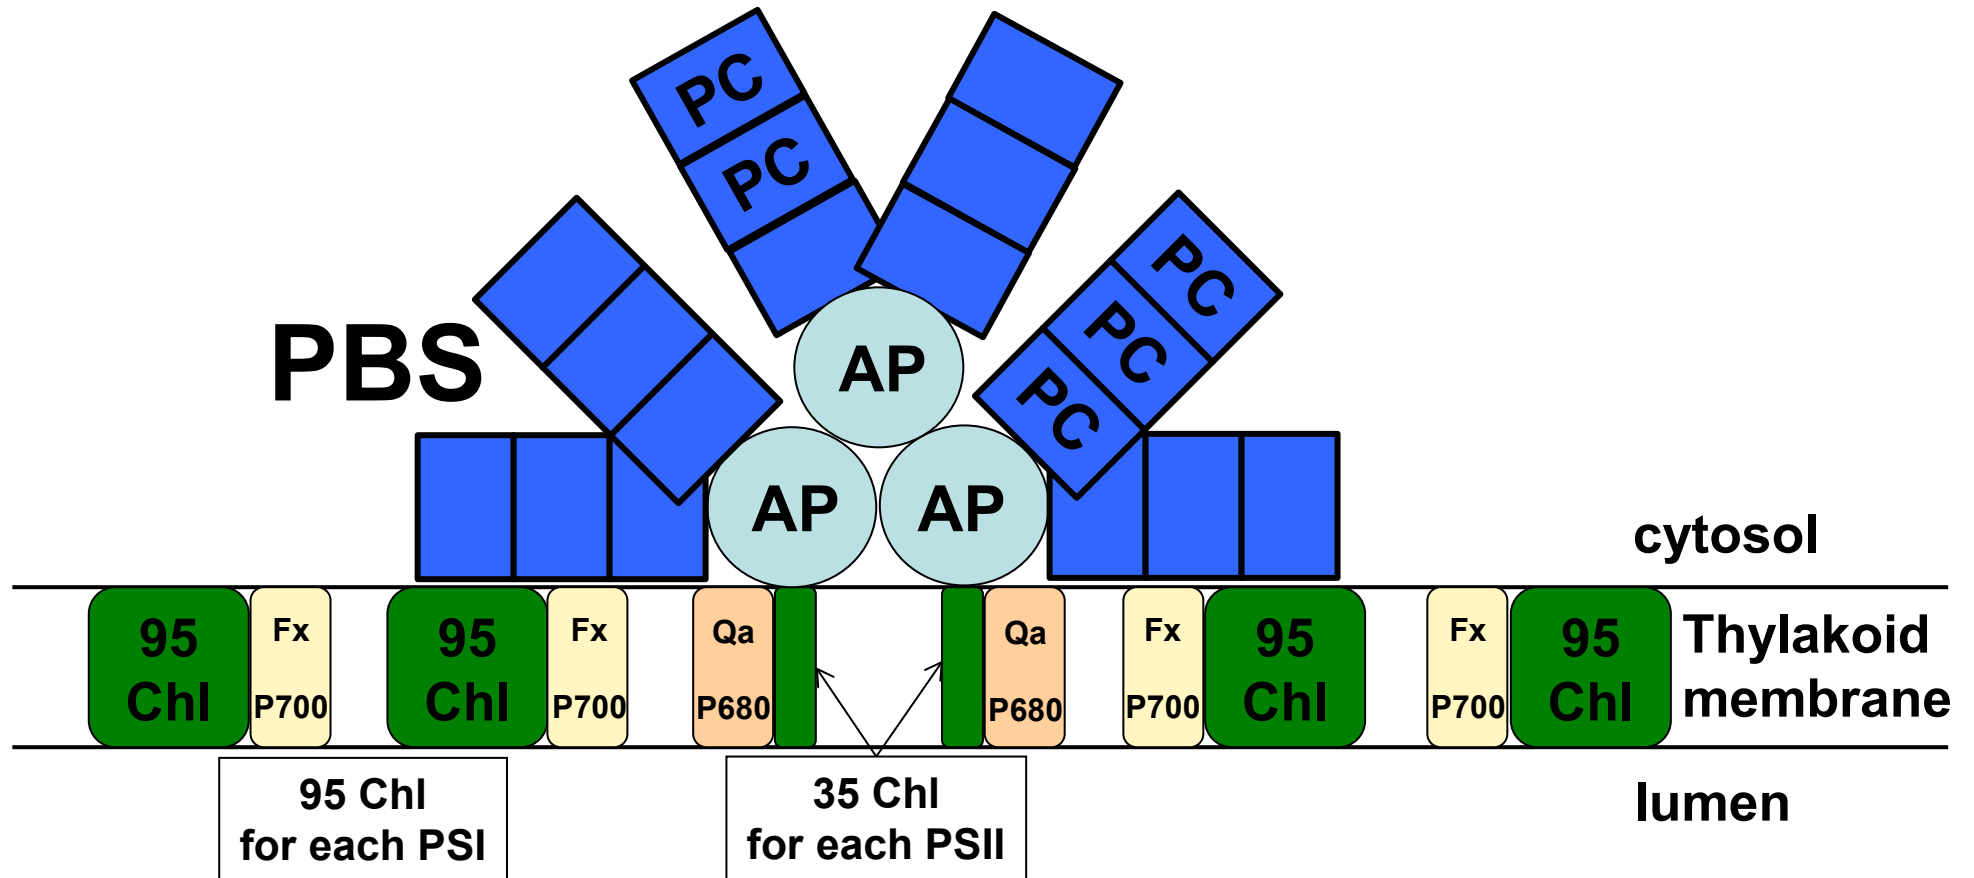 PC
PC
PC
PC
PC
PBS
AP
AP
AP
cytosol
95
Chl
Fx
P700
95
Chl
Fx
P700
Qa
P680
Qa
P680
Fx
P700
95
Chl
Fx
P700
95
Chl
Thylakoid
membrane
95 Chl
for each PSI
35 Chl
for each PSII
lumen